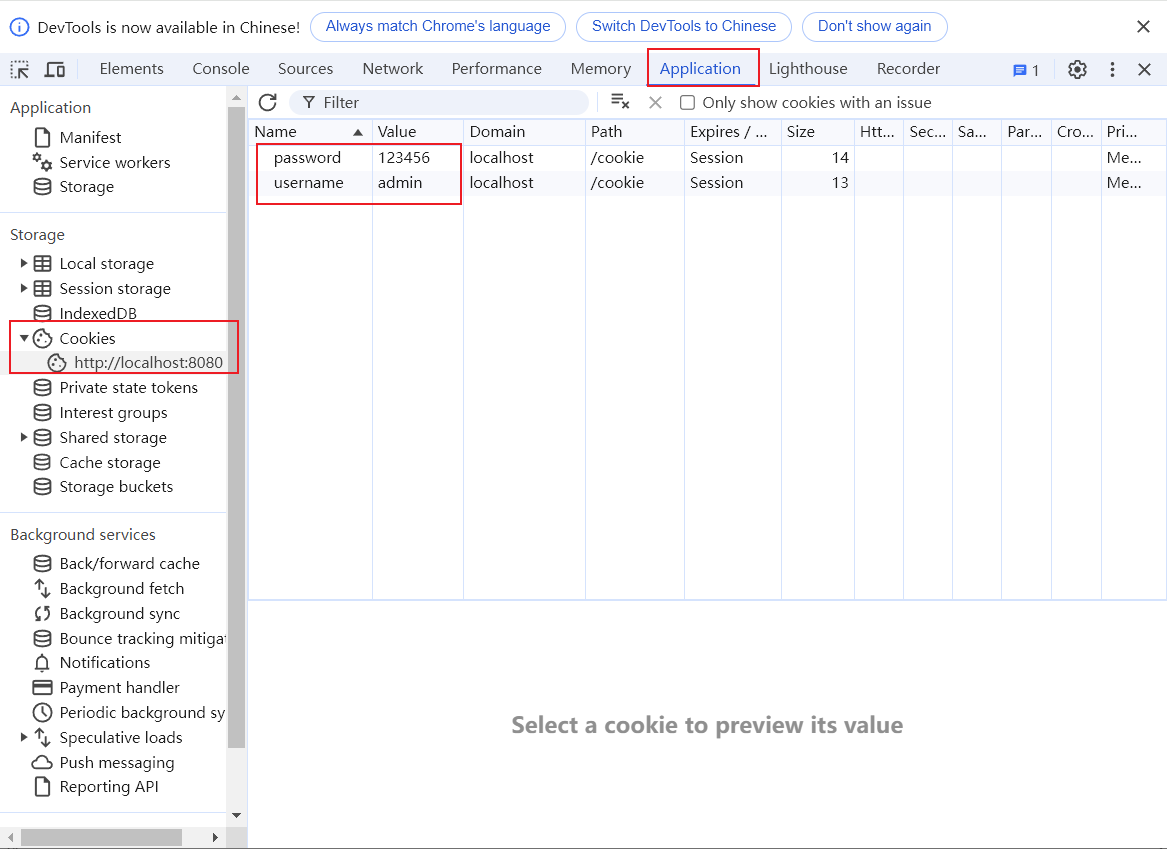 DevTools is now available in Chinese! Always match Chrome's language Switch DevTools to Chinese Don't show again
Elements Console Sources Network Performance Memory Application Lighthouse Recorder 1
Application
Manifest
Service workers
Storage
Storage
Local storage
Session storage
IndexedDB
Cookies
http://localhost:8080
Private state tokens
Interest groups
Shared storage
Cache storage
Storage buckets
Background services
Back/forward cache
Background fetch
Background sync
Bounce tracking mitigat
Notifications
Payment handler
Periodic background sy
Speculative loads
Push messaging
Reporting API
Filter Only show cookies with an issue
Name Value Domain Path Expires / ... Size Htt... Sec... Sa... Par... Cro... Pri...
password 123456 localhost /cookie Session 14 Me...
username admin localhost /cookie Session 13 Me...
Select a cookie to preview its value